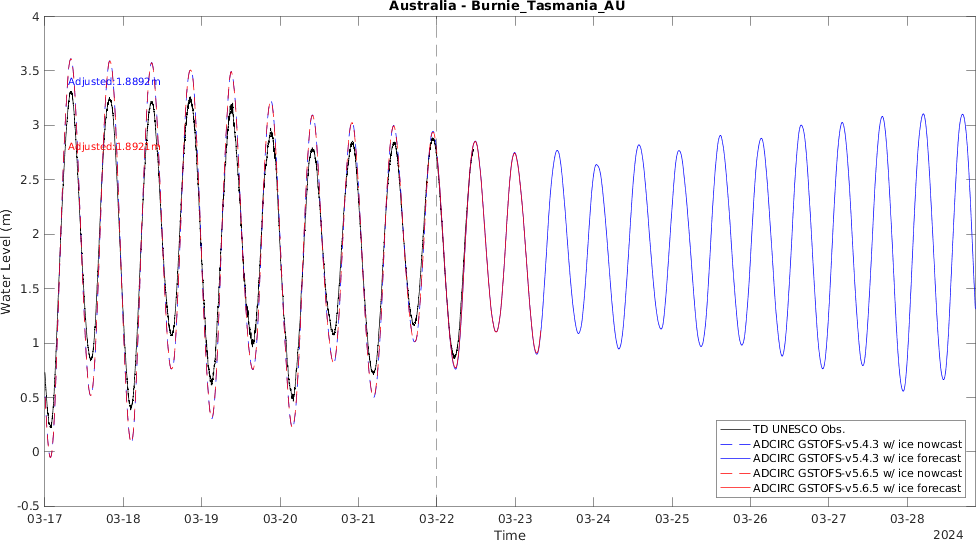 Australia - Burnie_Tasmania_AU
4
3.5
3
2.5
2
1.5
1
0.5
0
-0.5
Water Level (m)
Adjusted:1.8892m
Adjusted:1.8921m
TD UNESCO Obs.
ADCIRC GSTOFS-v5.4.3 w/ ice nowcast
ADCIRC GSTOFS-v5.4.3 w/ ice forecast
ADCIRC GSTOFS-v5.6.5 w/ ice nowcast
ADCIRC GSTOFS-v5.6.5 w/ ice forecast
03-17 03-18 03-19 03-20 03-21 03-22 03-23 03-24 03-25 03-26 03-27 03-28
Time
2024